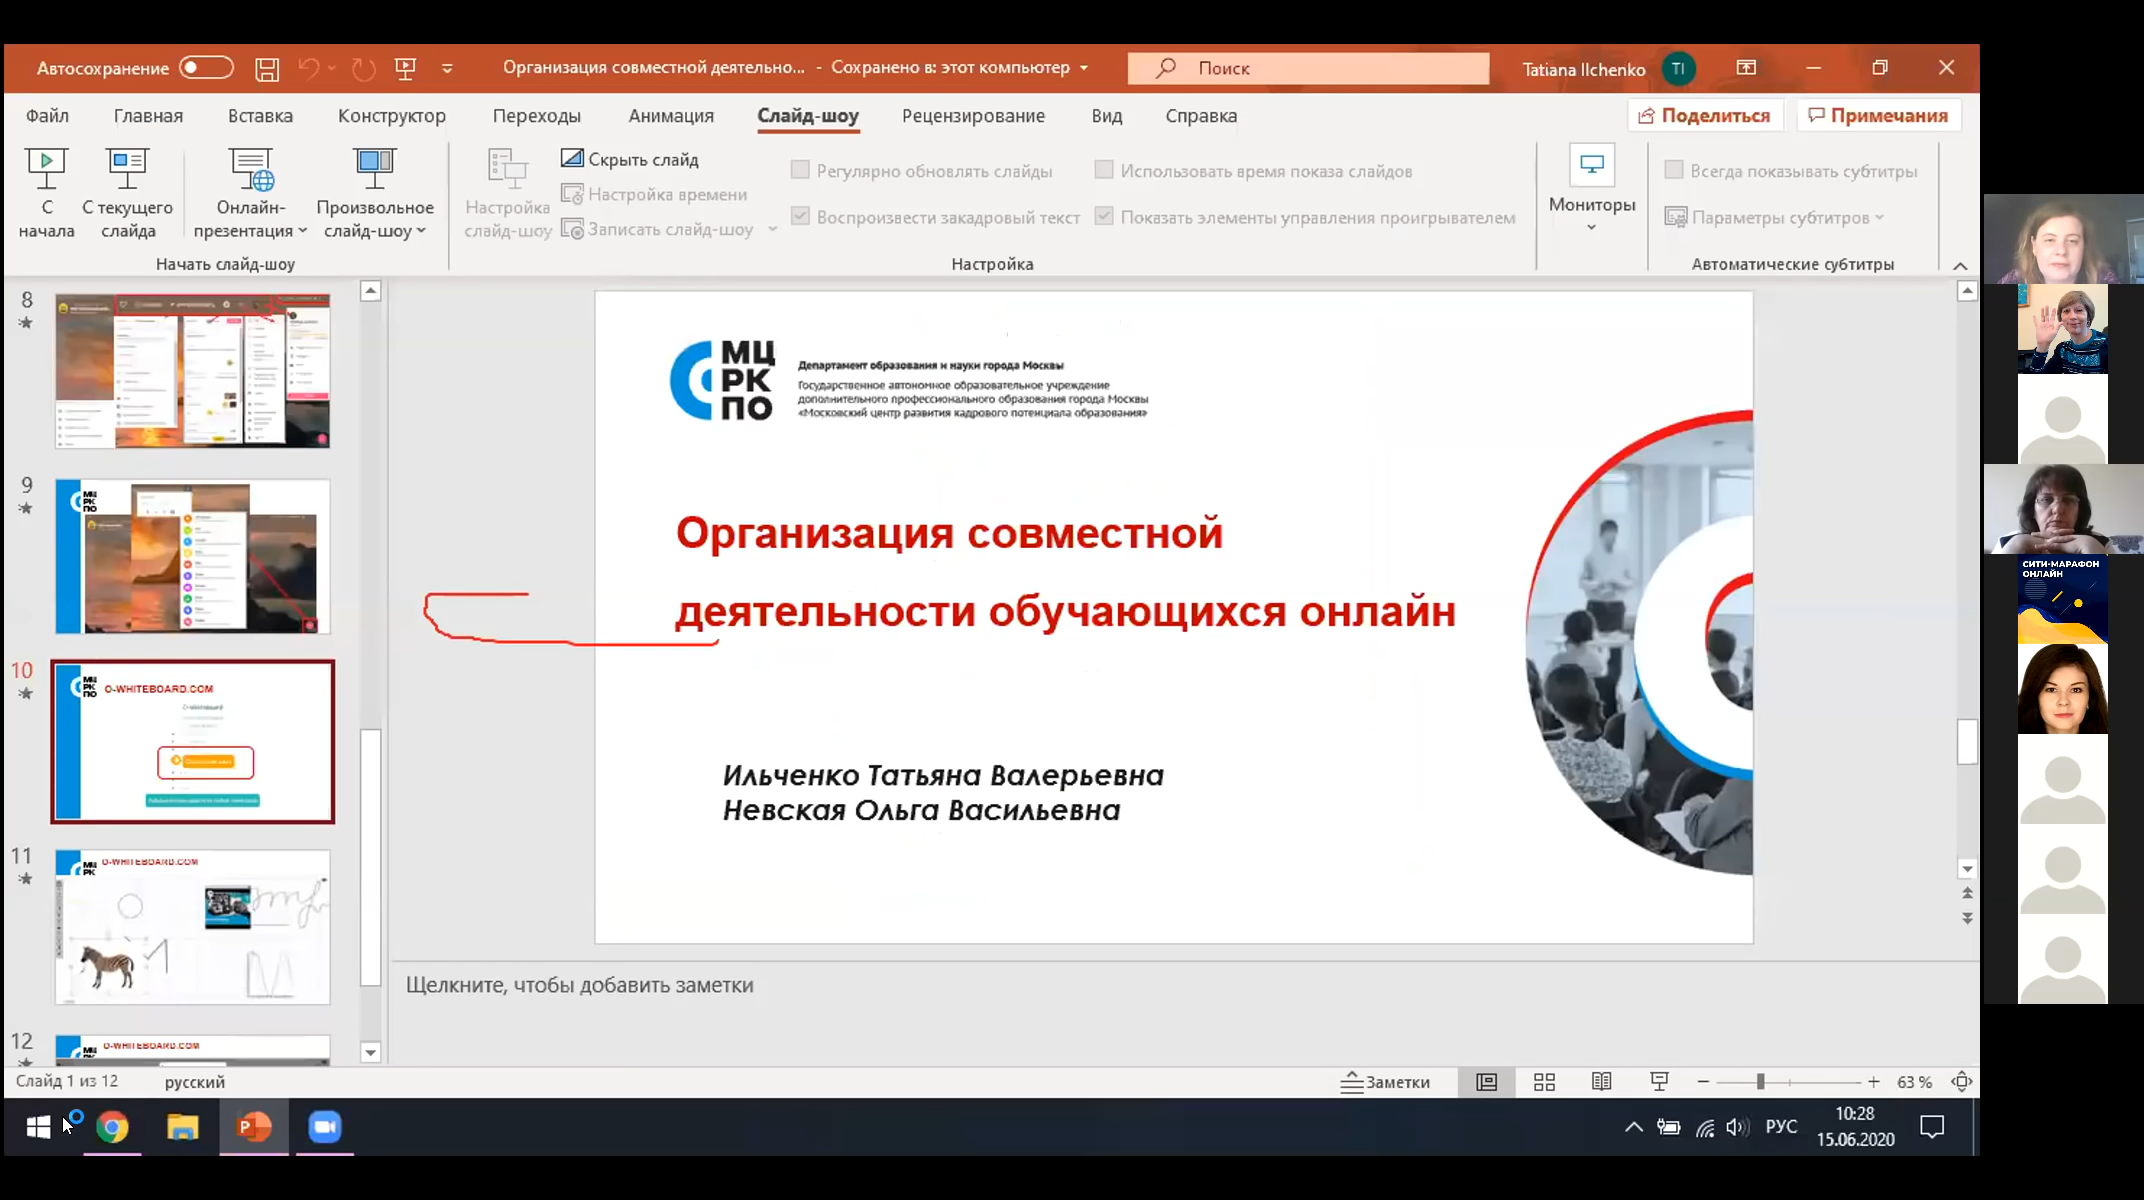 Автосохранение
Организация совместной деятельно... - Сохранено в: этот компьютер
Поиск
Tatiana Ilchenko
TI
Файл Главная Вставка Конструктор Переходы Анимация Слайд-шоу Рецензирование Вид Справка
Поделиться
Примечания
С начала
С текущего слайда
Онлайн-презентация
Произвольное слайд-шоу
Начать слайд-шоу
Настройка слайд-шоу
Скрыть слайд
Настройка времени
Записать слайд-шоу
Регулярно обновлять слайды
Воспроизвести закадровый текст
Использовать время показа слайдов
Показать элементы управления проигрывателем
Настройка
Мониторы
Всегда показывать субтитры
Параметры субтитров
Автоматические субтитры
8
9
МЦ
РК
ПО
10
МЦ
РК
ПО
O-WHITEBOARD.COM
11
O-WHITEBOARD.COM
12
O-WHITEBOARD.COM
МЦ
РК
ПО
Департамент образования и науки города Москвы
Государственное автономное образовательное учреждение
дополнительного профессионального образования города Москвы
«Московский центр развития кадрового потенциала образования»
Организация совместной
деятельности обучающихся онлайн
Ильченко Татьяна Валерьевна
Невская Ольга Васильевна
Щелкните, чтобы добавить заметки
СИТИ-МАРАФОН
ОНЛАЙН
Слайд 1 из 12
русский
Заметки
63 %
РУС
10:28
15.06.2020